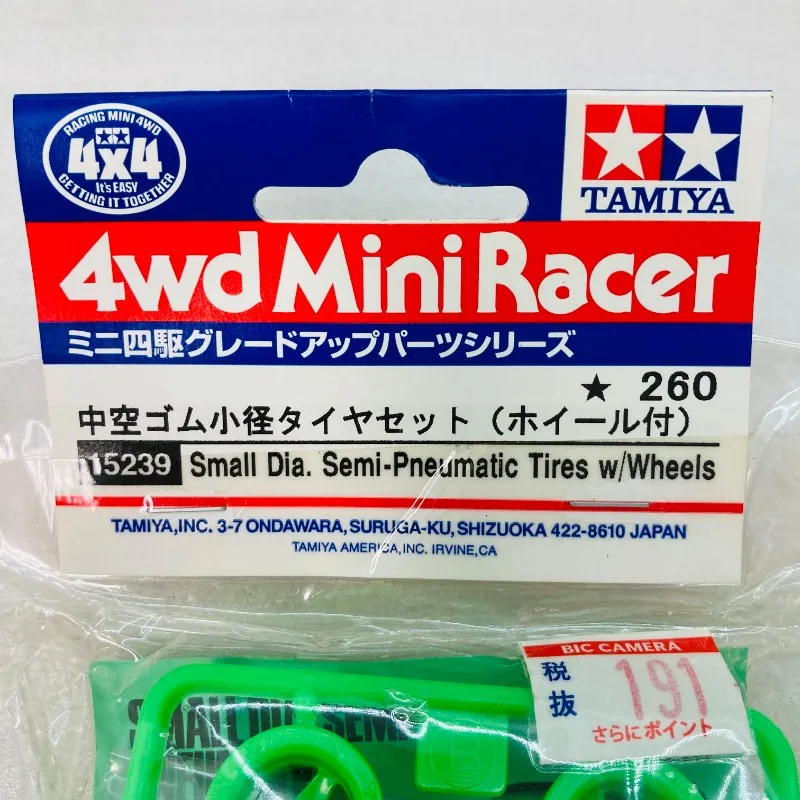 RACING MINI 4WD
4x4
It's EASY
GETTING IT TOGETHER
TAMIYA
4wd Mini Racer
ミニ四駆グレードアップパーツシリーズ
★ 260
中空ゴム小径タイヤセット（ホイール付）
15239 Small Dia. Semi-Pneumatic Tires w/Wheels
TAMIYA,INC. 3-7 ONDAWARA, SURUGA-KU, SHIZUOKA 422-8610 JAPAN
TAMIYA AMERICA, INC. IRVINE, CA
BIC CAMERA
税抜 191
さらにポイント
SMALL DIA. SEMI
B